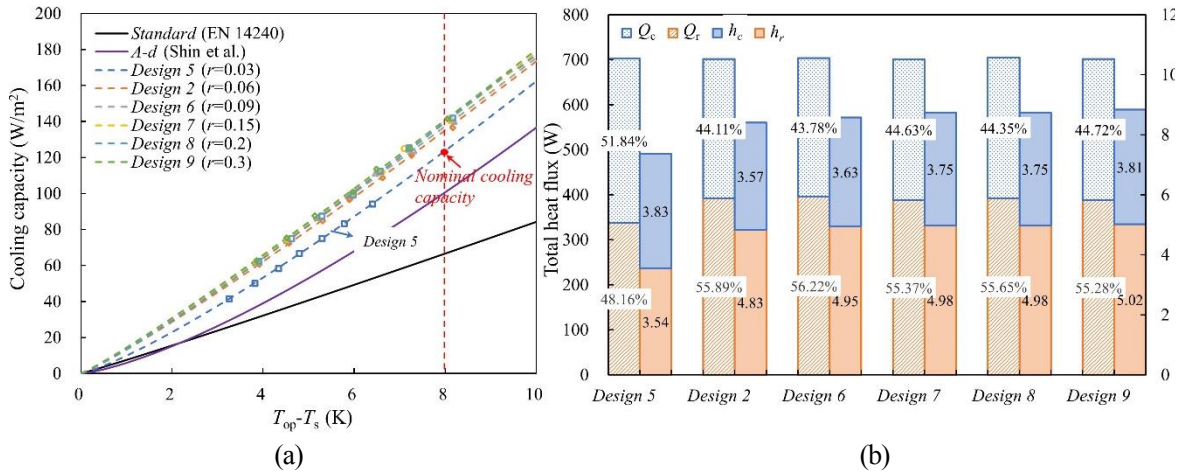 200
180
160
140
120
100
80
60
40
20
0
Cooling capacity (W/m²)
Standard (EN 14240)
A-d (Shin et al.)
Design 5 (r=0.03)
Design 2 (r=0.06)
Design 6 (r=0.09)
Design 7 (r=0.15)
Design 8 (r=0.2)
Design 9 (r=0.3)
Nominal cooling
capacity
Design 5
0 2 4 6 8 10
Top-Ts (K)
(a)
800
700
600
500
400
300
200
100
0
Total heat flux (W)
Qc Qr hc hr
51.84% 44.11% 43.78% 44.63% 44.35% 44.72%
3.83 3.57 3.63 3.75 3.75 3.81
48.16% 55.89% 56.22% 55.37% 55.65% 55.28%
3.54 4.83 4.95 4.98 4.98 5.02
12
10
8
6
4
2
0
Design 5 Design 2 Design 6 Design 7 Design 8 Design 9
(b)